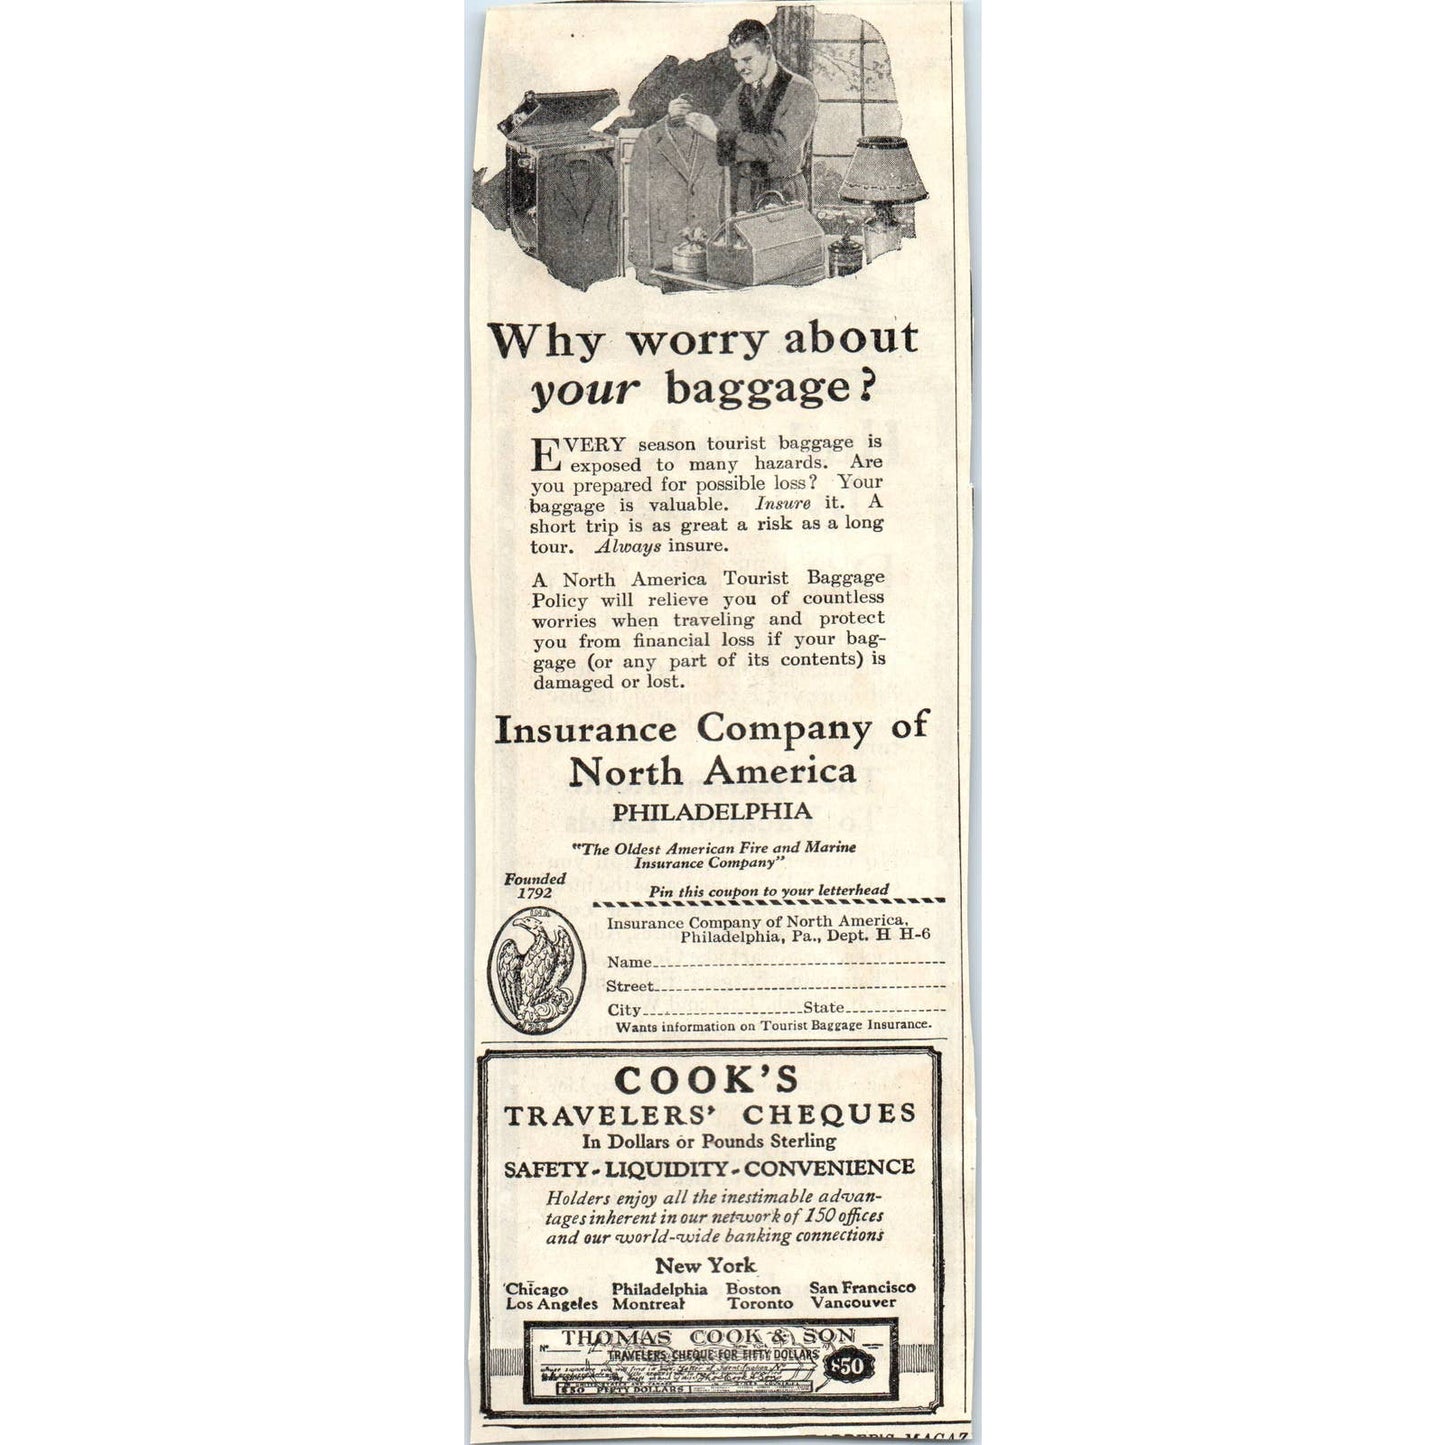 Why worry about
your baggage?
EVERY season tourist baggage is
exposed to many hazards. Are
you prepared for possible loss? Your
baggage is valuable. Insure it. A
short trip is as great a risk as a long
tour. Always insure.
A North America Tourist Baggage
Policy will relieve you of countless
worries when traveling and protect
you from financial loss if your bag-
gage (or any part of its contents) is
damaged or lost.
Insurance Company of
North America
PHILADELPHIA
"The Oldest American Fire and Marine
Insurance Company"
Founded
1792
Pin this coupon to your letterhead
Insurance Company of North America,
Philadelphia, Pa., Dept. H H-6
Name
Street
City State
Wants information on Tourist Baggage Insurance.
COOK'S
TRAVELERS' CHEQUES
In Dollars or Pounds Sterling
SAFETY - LIQUIDITY - CONVENIENCE
Holders enjoy all the inestimable advan-
tages inherent in our network of 150 offices
and our world-wide banking connections
New York
Chicago Philadelphia Boston San Francisco
Los Angeles Montreal Toronto Vancouver
THOMAS COOK & SON
Nº
TRAVELERS CHEQUE FOR FIFTY DOLLARS
$50
$50 FIFTY DOLLARS